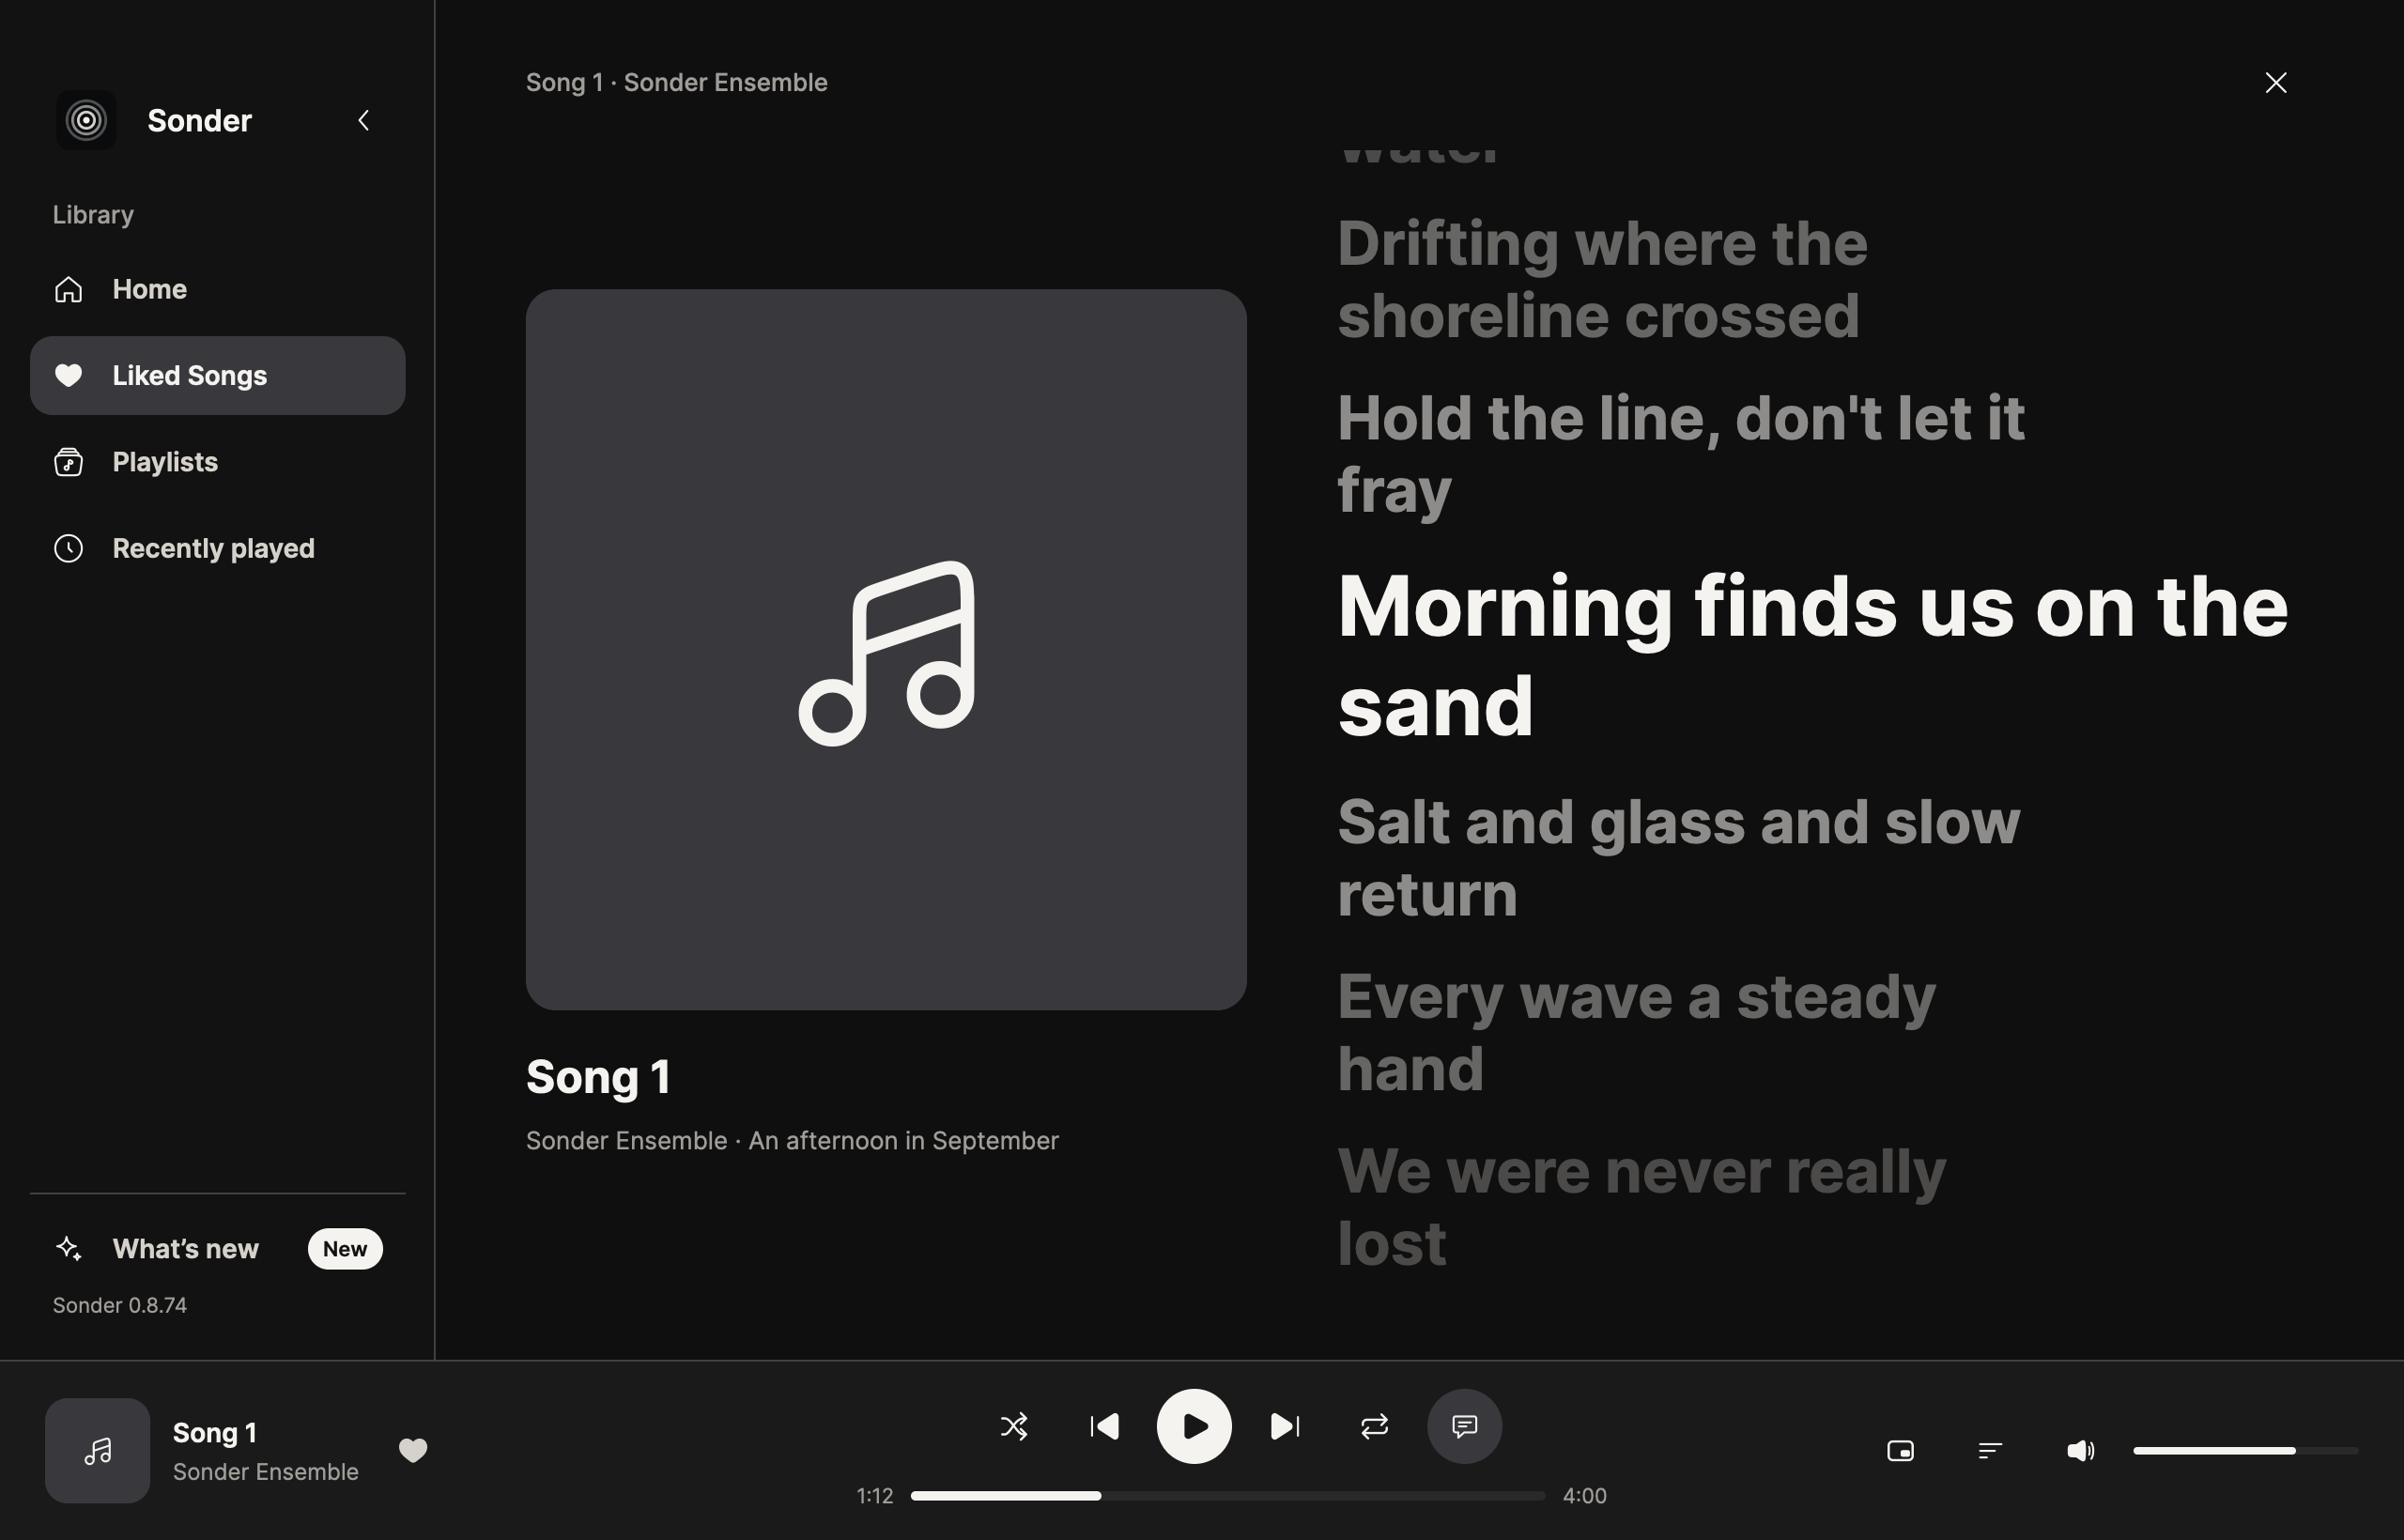 Sonder
Library
Home
Liked Songs
Playlists
Recently played
What’s new
New
Sonder 0.8.74
Song 1 · Sonder Ensemble
water
Drifting where the
shoreline crossed
Hold the line, don't let it
fray
Morning finds us on the
sand
Salt and glass and slow
return
Every wave a steady
hand
We were never really
lost
Song 1
Sonder Ensemble · An afternoon in September
Song 1
Sonder Ensemble
1:12
4:00